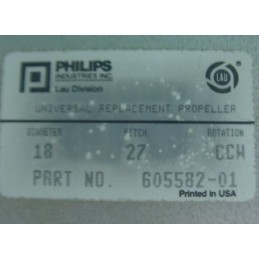 PHILIPS
INDUSTRIES INC.
Lau Division
LAU
UNIVERSAL REPLACEMENT PROPELLER
DIAMETER PITCH ROTATION
18 27 CCW
PART NO. 605582-01
Printed in USA